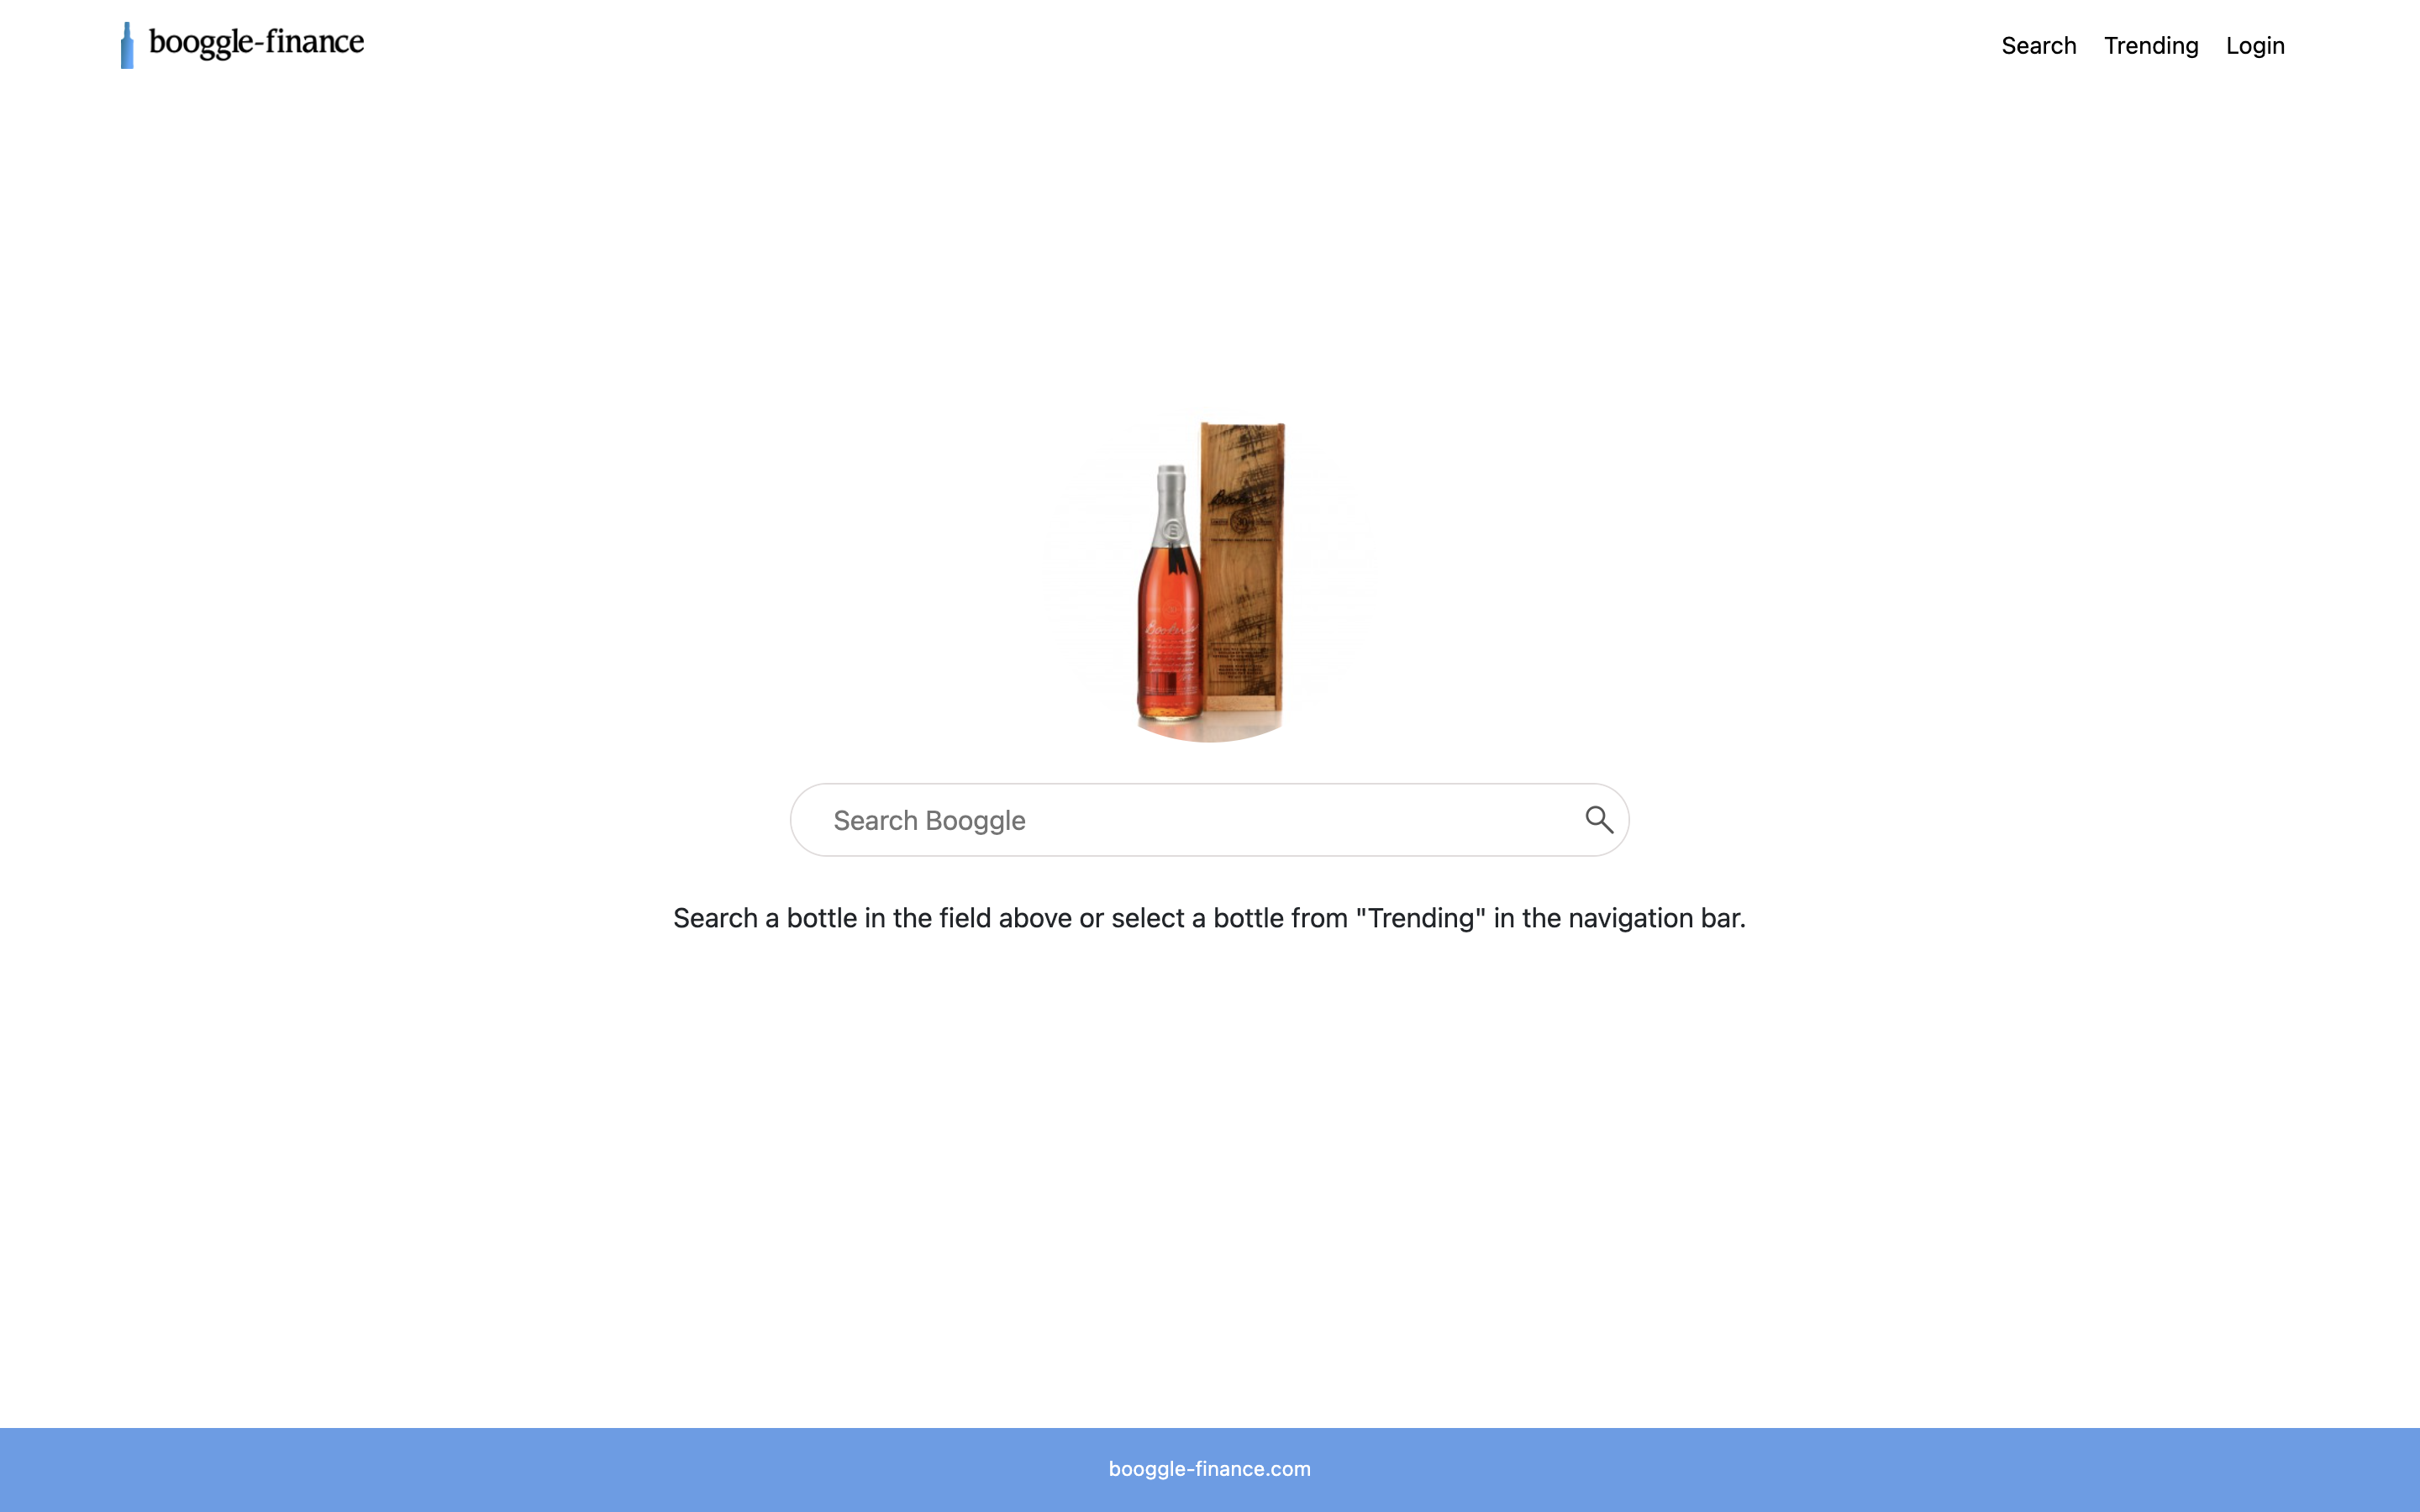 booggle-finance
Search Trending Login
Booker's
Search Booggle
Search a bottle in the field above or select a bottle from "Trending" in the navigation bar.
booggle-finance.com